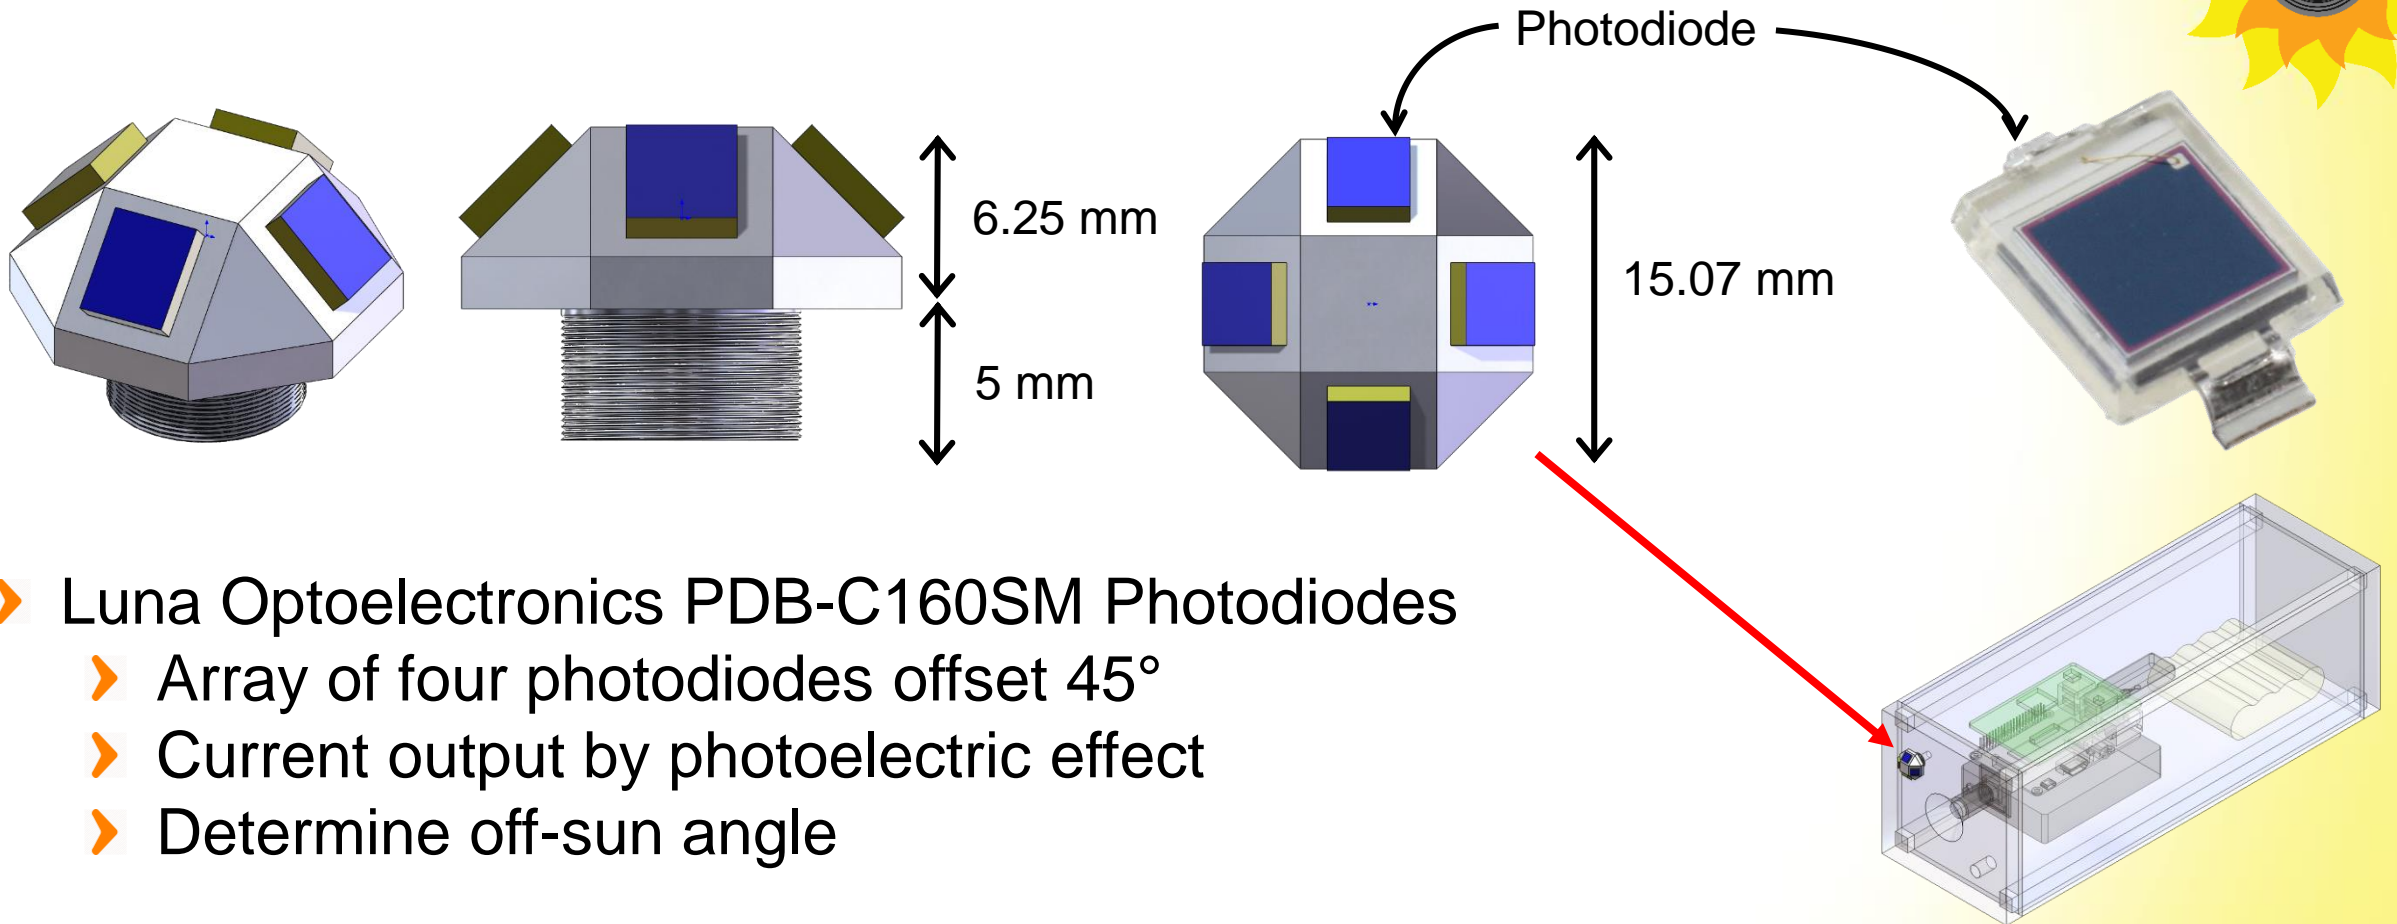 Photodiode
6.25 mm
5 mm
15.07 mm
Luna Optoelectronics PDB-C160SM Photodiodes
Array of four photodiodes offset 45°
Current output by photoelectric effect
Determine off-sun angle